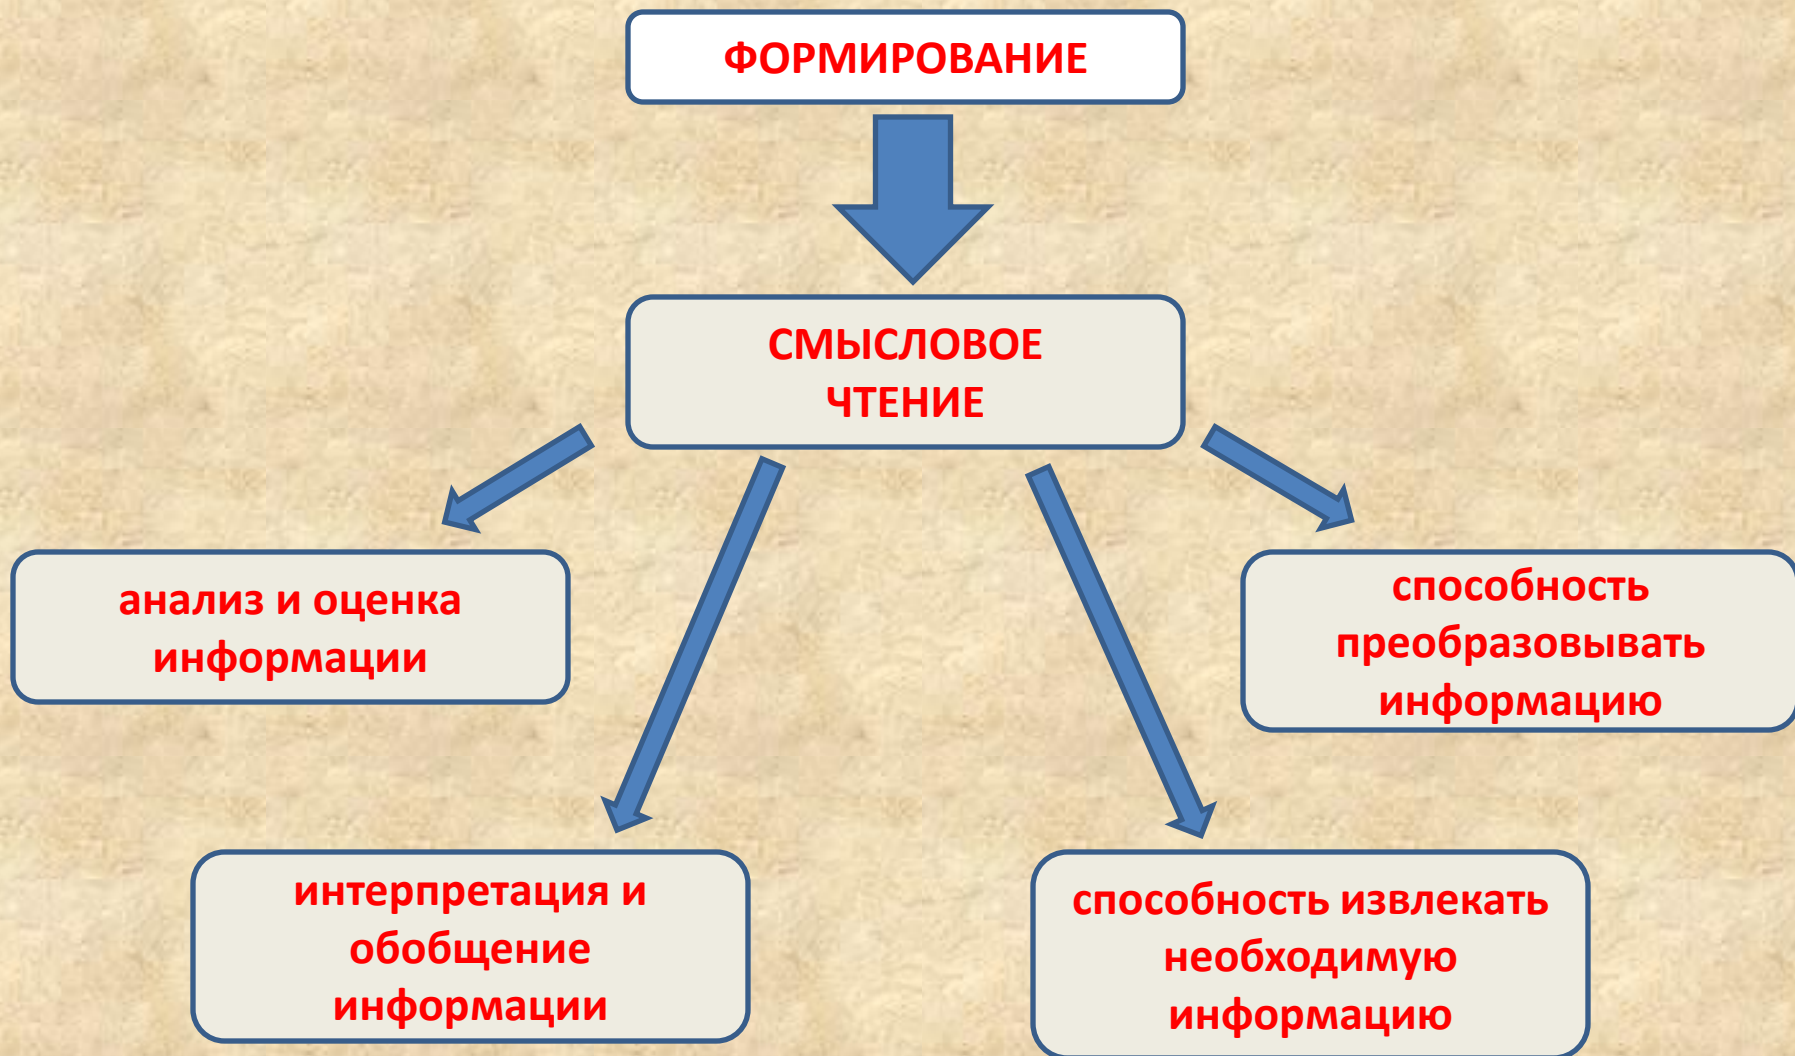 ФОРМИРОВАНИЕ
СМЫСЛОВОЕ
ЧТЕНИЕ
анализ и оценка
информации
способность
преобразовывать
информацию
интерпретация и
обобщение
информации
способность извлекать
необходимую
информацию